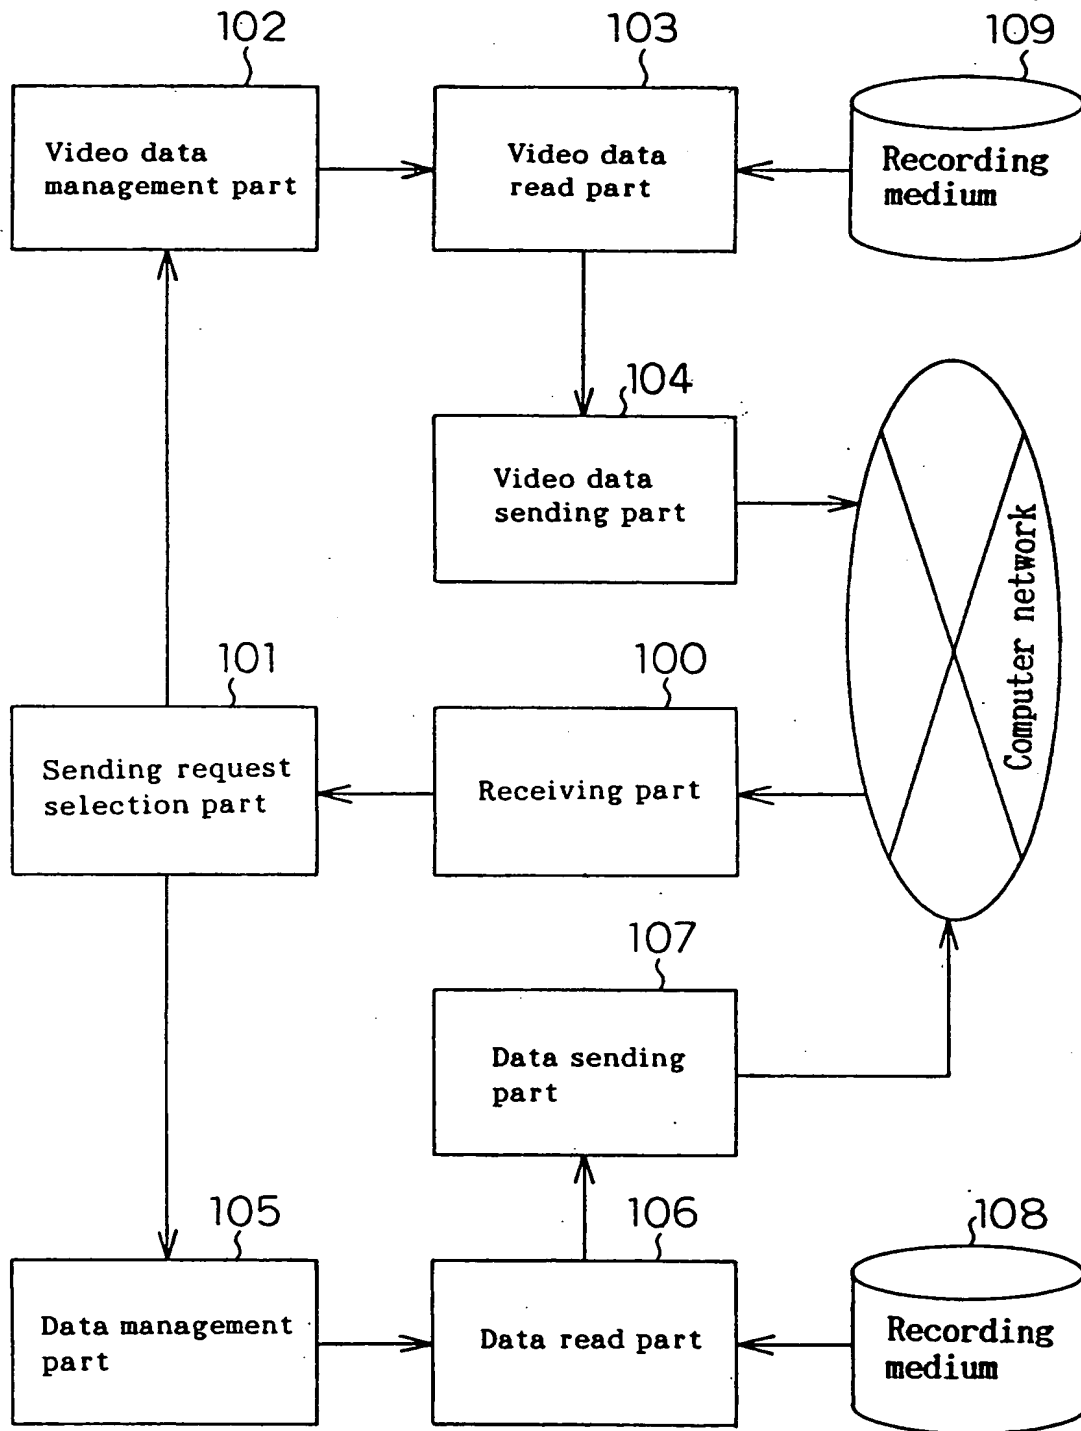 102
103
109
Video data
management part
Video data
read part
Recording
medium
104
Video data
sending part
Computer network
101
100
Sending request
selection part
Receiving part
107
Data sending
part
105
106
108
Data management
part
Data read part
Recording
medium